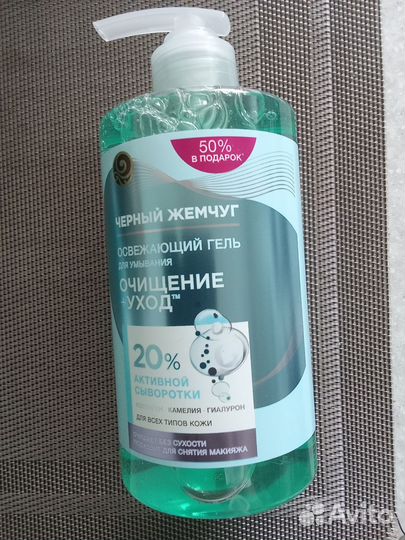 50%
В ПОДАРОК*
ЧЕРНЫЙ ЖЕМЧУГ
ОСВЕЖАЮЩИЙ ГЕЛЬ
ДЛЯ УМЫВАНИЯ
ОЧИЩЕНИЕ
+УХОД™
20%
АКТИВНОЙ
СЫВОРОТКИ
КАМЕЛИЯ · ГИАЛУРОН
ДЛЯ ВСЕХ ТИПОВ КОЖИ
БЕЗ СУХОСТИ
ДЛЯ СНЯТИЯ МАКИЯЖА
Avito